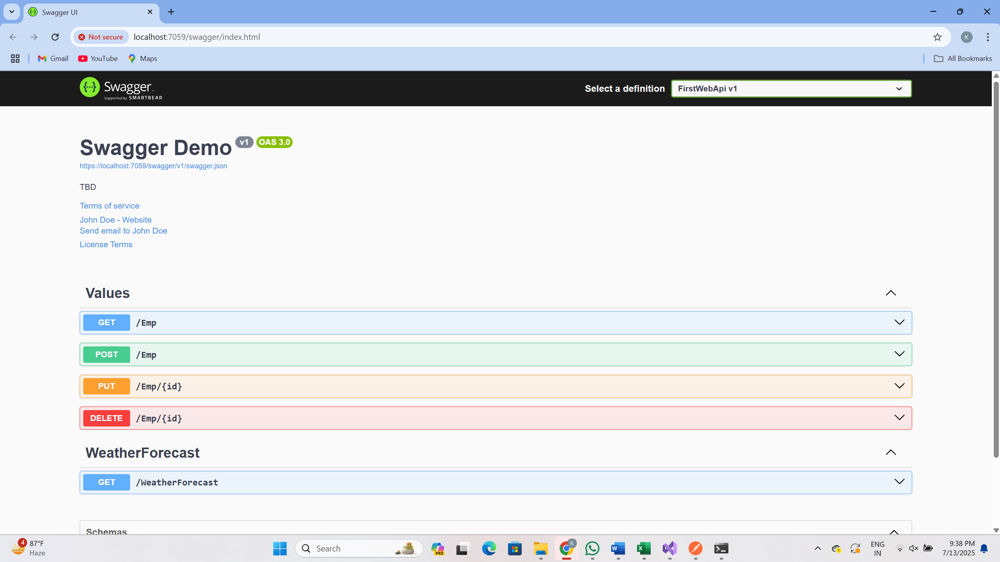 Swagger UI
Not secure
localhost:7059/swagger/index.html
K
Gmail
YouTube
Maps
All Bookmarks
{···} Swagger™
Supported by SMARTBEAR
Select a definition
FirstWebApi v1
Swagger Demo v1 OAS 3.0
https://localhost:7059/swagger/v1/swagger.json
TBD
Terms of service
John Doe - Website
Send email to John Doe
License Terms
Values
GET /Emp
POST /Emp
PUT /Emp/{id}
DELETE /Emp/{id}
WeatherForecast
GET /WeatherForecast
Schemas
4
87°F
Haze
Search
PRE
K
W
X
ENG
IN
9:38 PM
7/13/2025